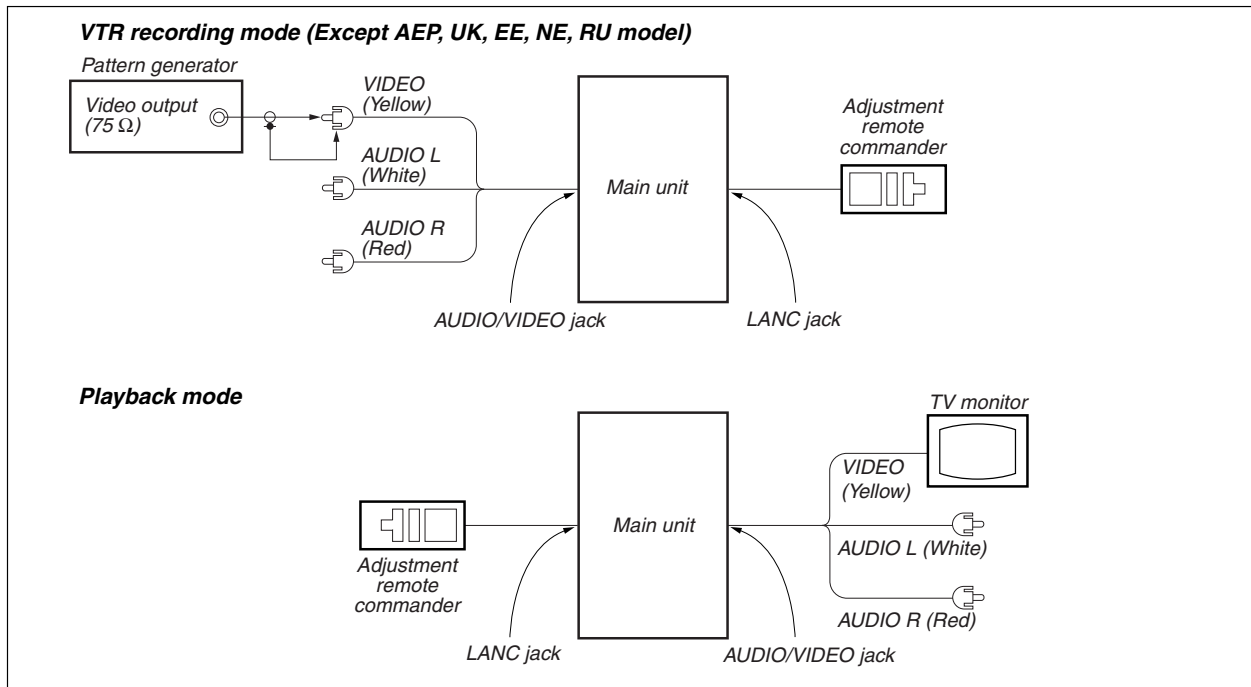 VTR recording mode (Except AEP, UK, EE, NE, RU model)
Pattern generator
Video output
(75 Ω)
VIDEO
(Yellow)
AUDIO L
(White)
AUDIO R
(Red)
Main unit
Adjustment
remote
commander
AUDIO/VIDEO jack
LANC jack
Playback mode
TV monitor
VIDEO
(Yellow)
Main unit
AUDIO L (White)
Adjustment
remote
commander
AUDIO R (Red)
LANC jack
AUDIO/VIDEO jack